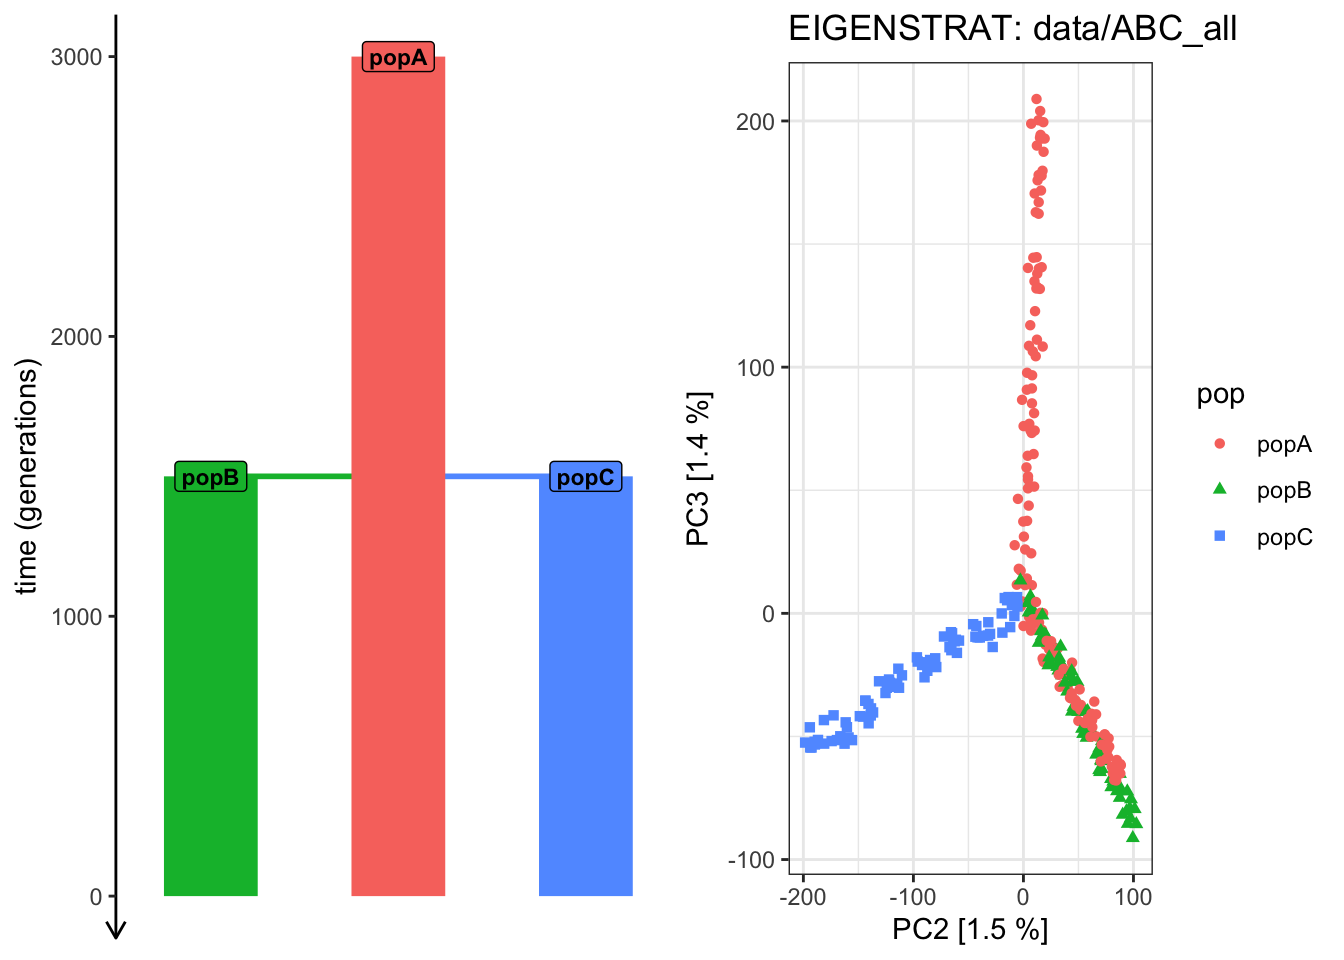 time (generations)
3000
2000
1000
0
popA
popB
popC
EIGENSTRAT: data/ABC_all
PC3 [1.4 %]
200
100
0
-100
-200
-100
0
100
PC2 [1.5 %]
pop
popA
popB
popC